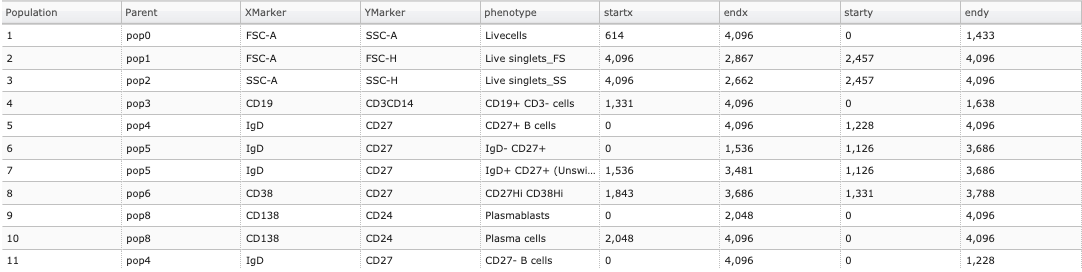 Population Parent XMarker YMarker phenotype startx endx starty endy
1 pop0 FSC-A SSC-A Livecells 614 4,096 0 1,433
2 pop1 FSC-A FSC-H Live singlets_FS 4,096 2,867 2,457 4,096
3 pop2 SSC-A SSC-H Live singlets_SS 4,096 2,662 2,457 4,096
4 pop3 CD19 CD3CD14 CD19+ CD3- cells 1,331 4,096 0 1,638
5 pop4 IgD CD27 CD27+ B cells 0 4,096 1,228 4,096
6 pop5 IgD CD27 IgD- CD27+ 0 1,536 1,126 3,686
7 pop5 IgD CD27 IgD+ CD27+ (Unswi... 1,536 3,481 1,126 3,686
8 pop6 CD38 CD27 CD27Hi CD38Hi 1,843 3,686 1,331 3,788
9 pop8 CD138 CD24 Plasmablasts 0 2,048 0 4,096
10 pop8 CD138 CD24 Plasma cells 2,048 4,096 0 4,096
11 pop4 IgD CD27 CD27- B cells 0 4,096 0 1,228